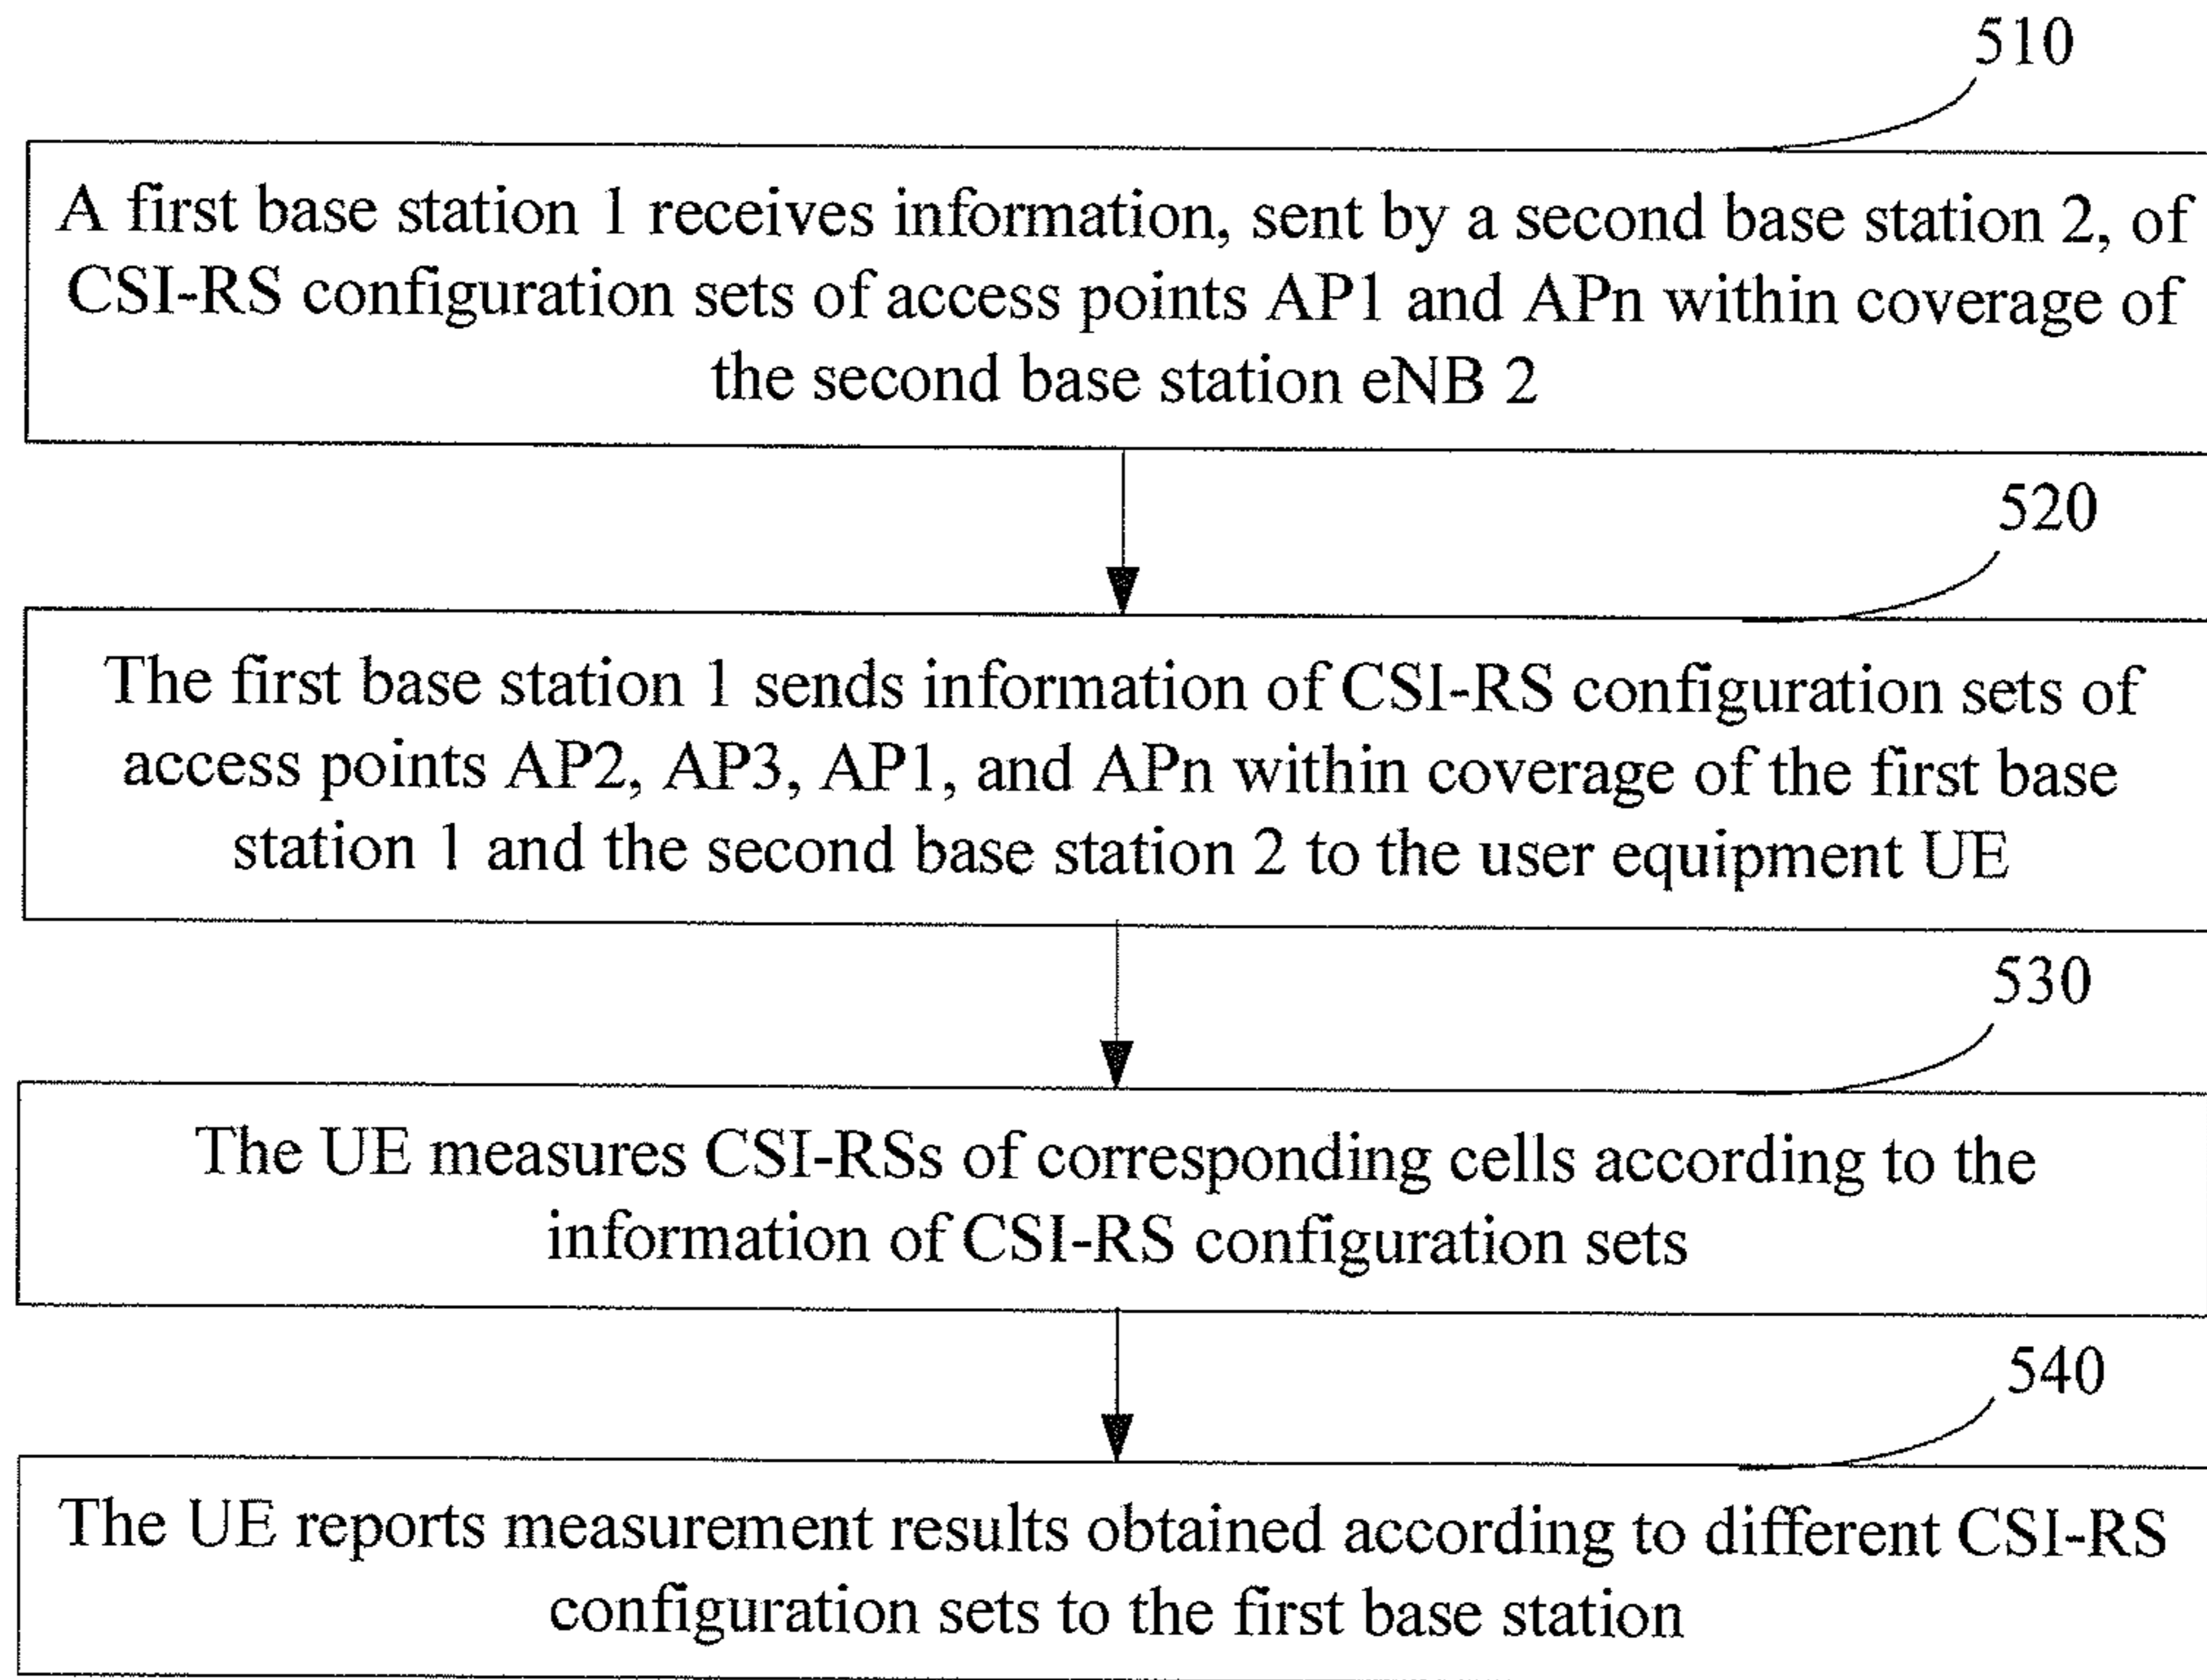 510
A first base station 1 receives information, sent by a second base station 2, of
CSI-RS configuration sets of access points AP1 and APn within coverage of
the second base station eNB 2
520
The first base station 1 sends information of CSI-RS configuration sets of
access points AP2, AP3, AP1, and APn within coverage of the first base
station 1 and the second base station 2 to the user equipment UE
530
The UE measures CSI-RSs of corresponding cells according to the
information of CSI-RS configuration sets
540
The UE reports measurement results obtained according to different CSI-RS
configuration sets to the first base station